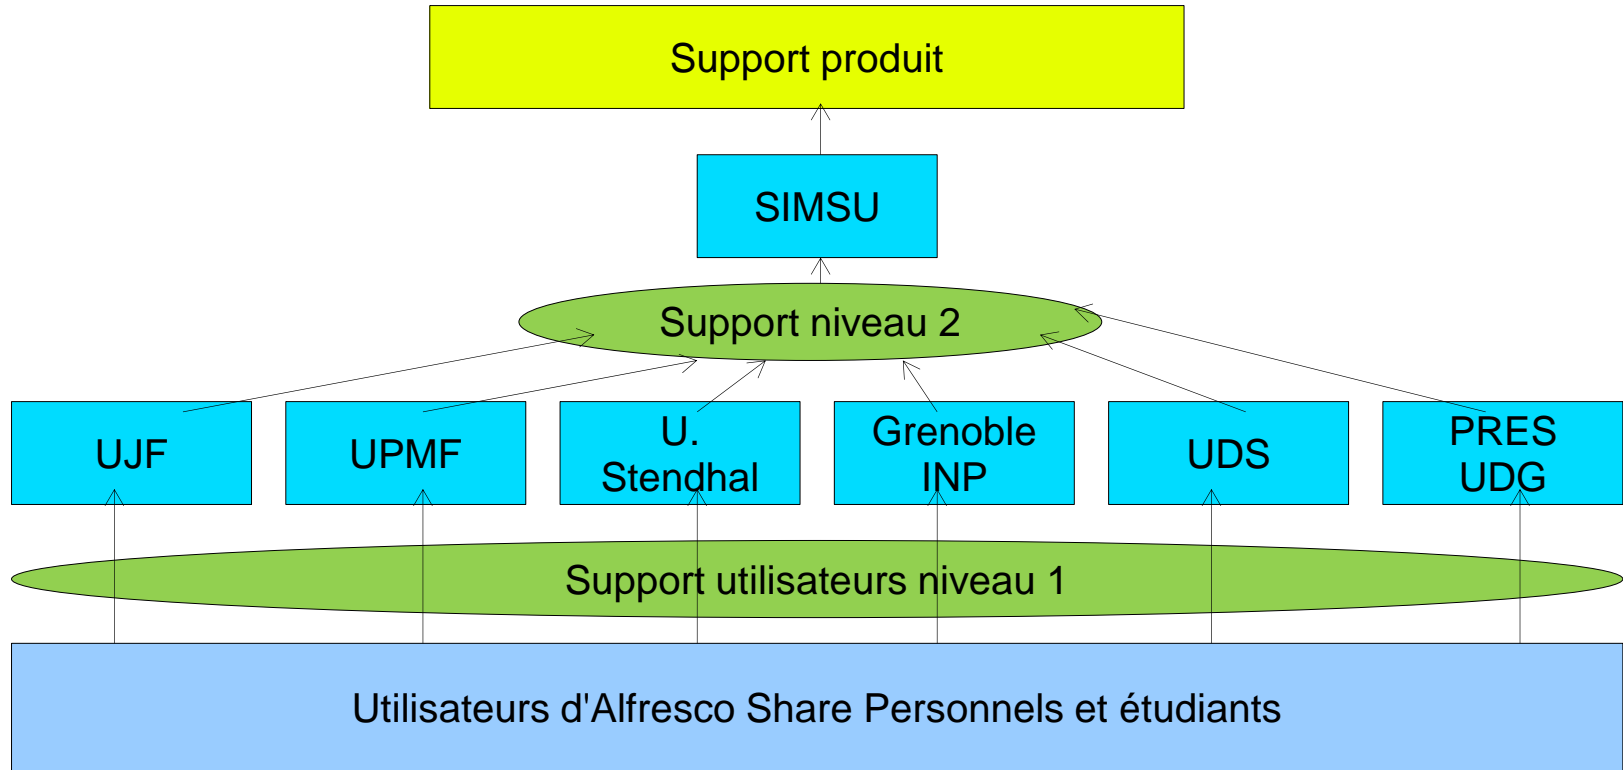 Support produit
SIMSU
Support niveau 2
UJF
UPMF
U.
Stendhal
Grenoble
INP
UDS
PRES
UDG
Support utilisateurs niveau 1
Utilisateurs d'Alfresco Share Personnels et étudiants